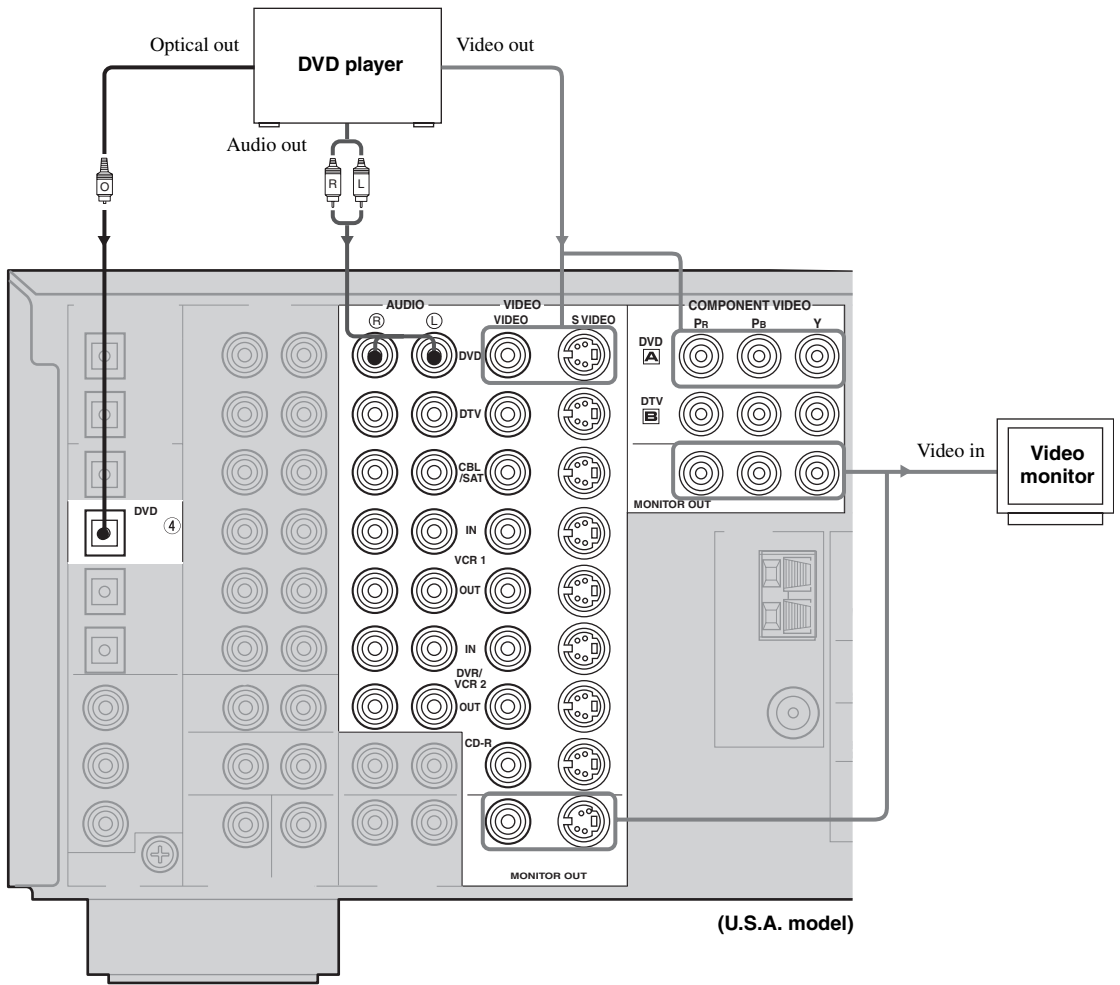 Optical out
DVD player
Video out
Audio out
O
R
L
AUDIO
VIDEO
COMPONENT VIDEO
R
L
VIDEO
S VIDEO
PR
PB
Y
DVD
DVD
A
DTV
DTV
B
CBL
/SAT
MONITOR OUT
Video in
Video
monitor
DVD
4
IN
VCR 1
OUT
IN
DVR/
VCR 2
OUT
CD-R
MONITOR OUT
(U.S.A. model)